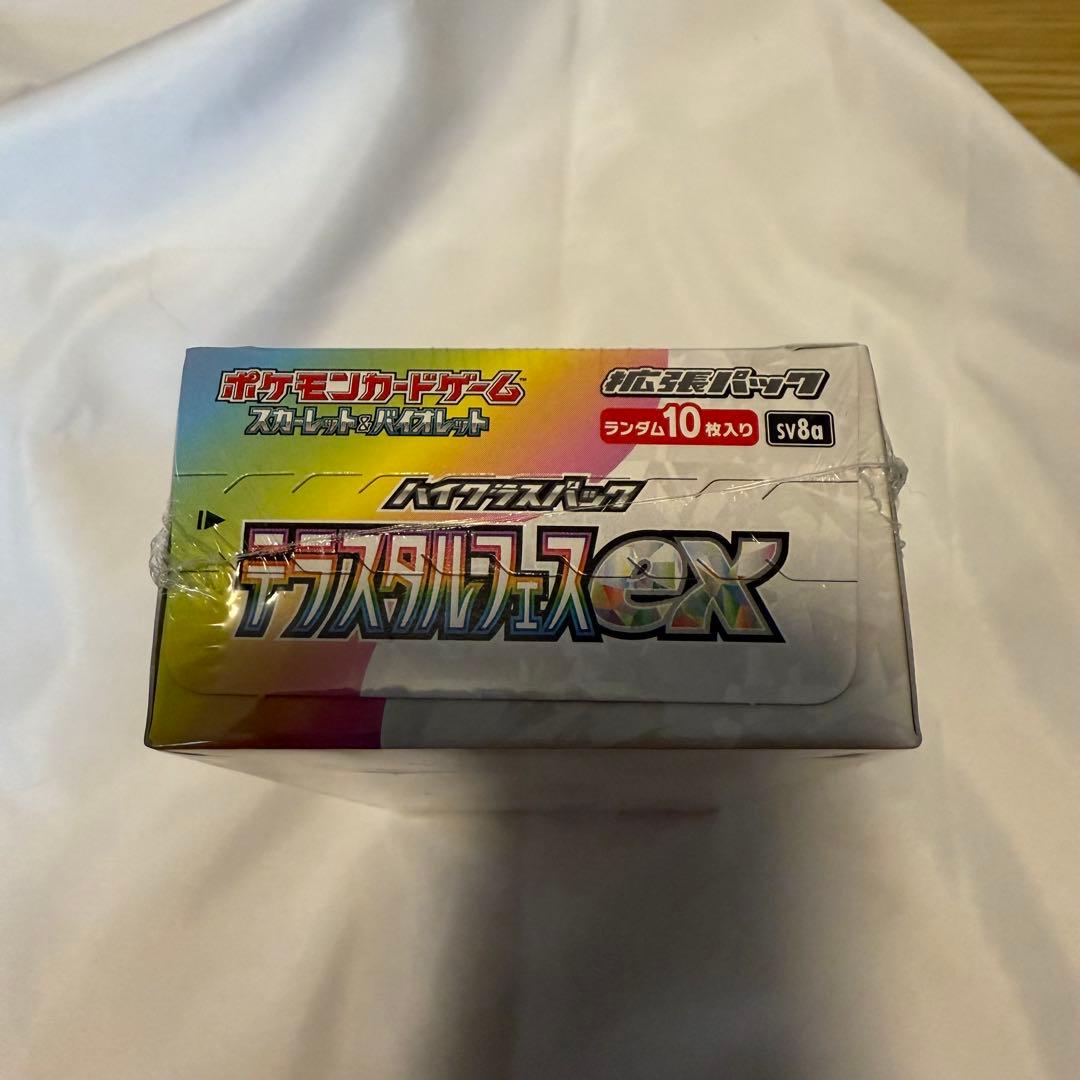 ポケモンカードゲーム™
スカーレット&バイオレット
拡張パック
ランダム10枚入り
SV8a
ハイクラスパック
テラスタルフェスex